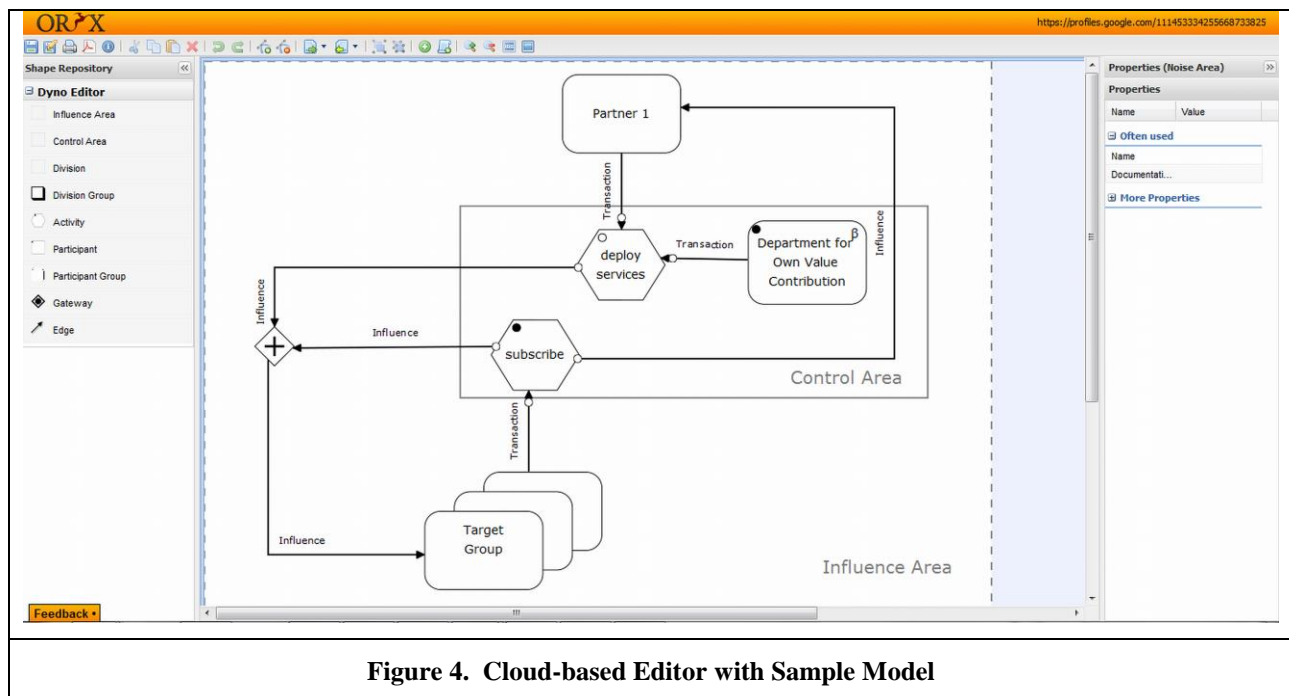 ORYX
https://profiles.google.com/111453334255668733825
Shape Repository
Dyno Editor
Influence Area
Control Area
Division
Division Group
Activity
Participant
Participant Group
Gateway
Edge
Feedback
Partner 1
Transaction
deploy
services
Transaction
Department for
Own Value
Contribution
β
Influence
Influence
Influence
subscribe
Control Area
Transaction
Influence
Target
Group
Influence Area
Properties (Noise Area)
Properties
Name Value
Often used
Name
Documentati...
More Properties
Figure 4. Cloud-based Editor with Sample Model